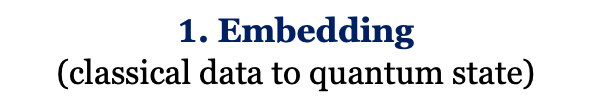 1. Embedding
(classical data to quantum state)